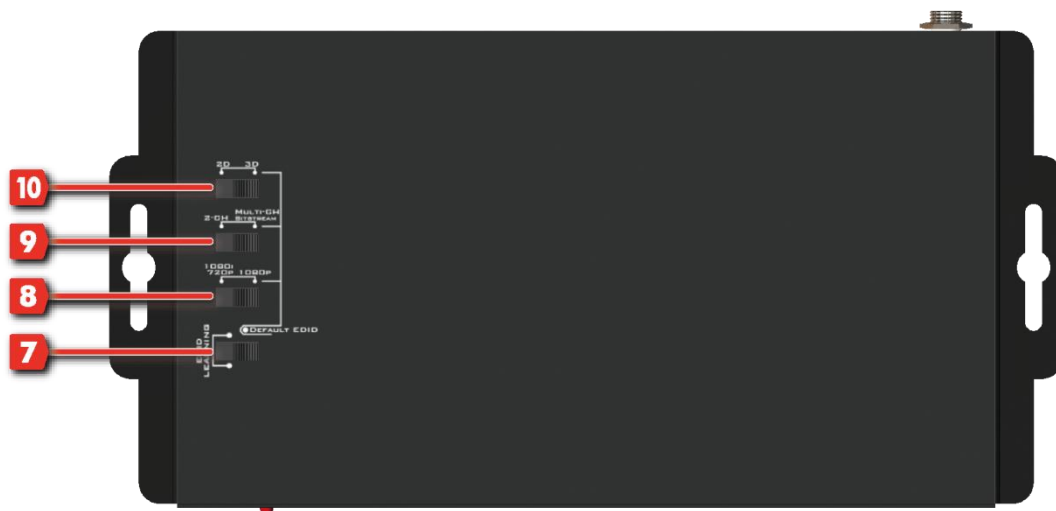 2D 3D
10
Multi-CH
2-CH Bitstream
9
1080i
720p 1080p
8
Default EDID
EDID
Learning
7